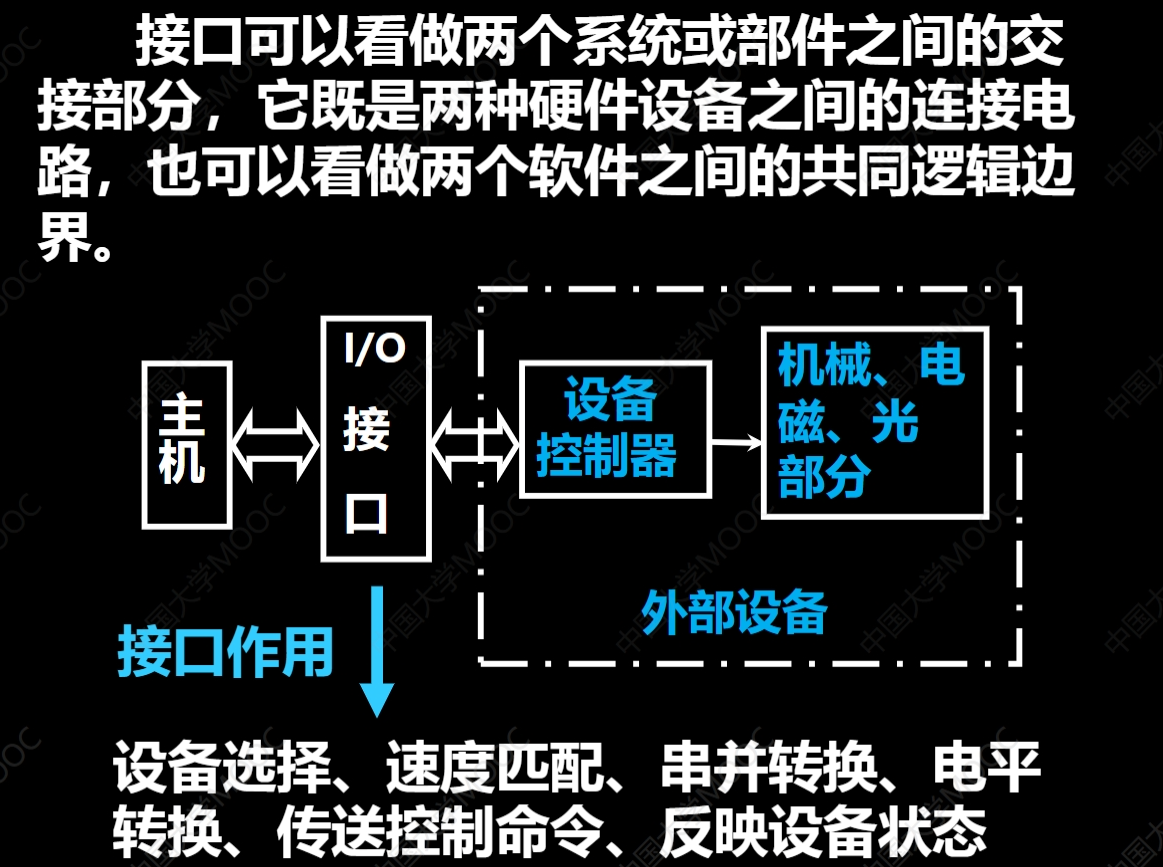 接口可以看做两个系统或部件之间的交
接部分，它既是两种硬件设备之间的连接电
路，也可以看做两个软件之间的共同逻辑边
界。
主
机
I/O
接
口
设备
控制器
机械、电
磁、光
部分
外部设备
接口作用
设备选择、速度匹配、串并转换、电平
转换、传送控制命令、反映设备状态
中国大学MOOC